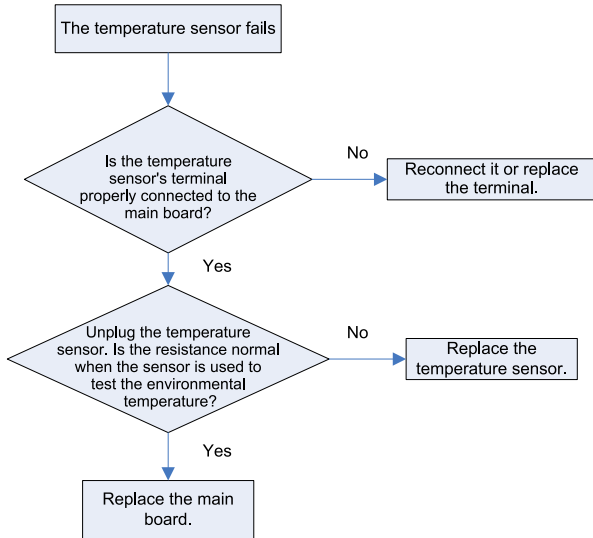 The temperature sensor fails
Is the temperature
sensor's terminal
properly connected to the
main board?
No
Reconnect it or replace
the terminal.
Yes
Unplug the temperature
sensor. Is the resistance normal
when the sensor is used to
test the environmental
temperature?
No
Replace the
temperature sensor.
Yes
Replace the main
board.